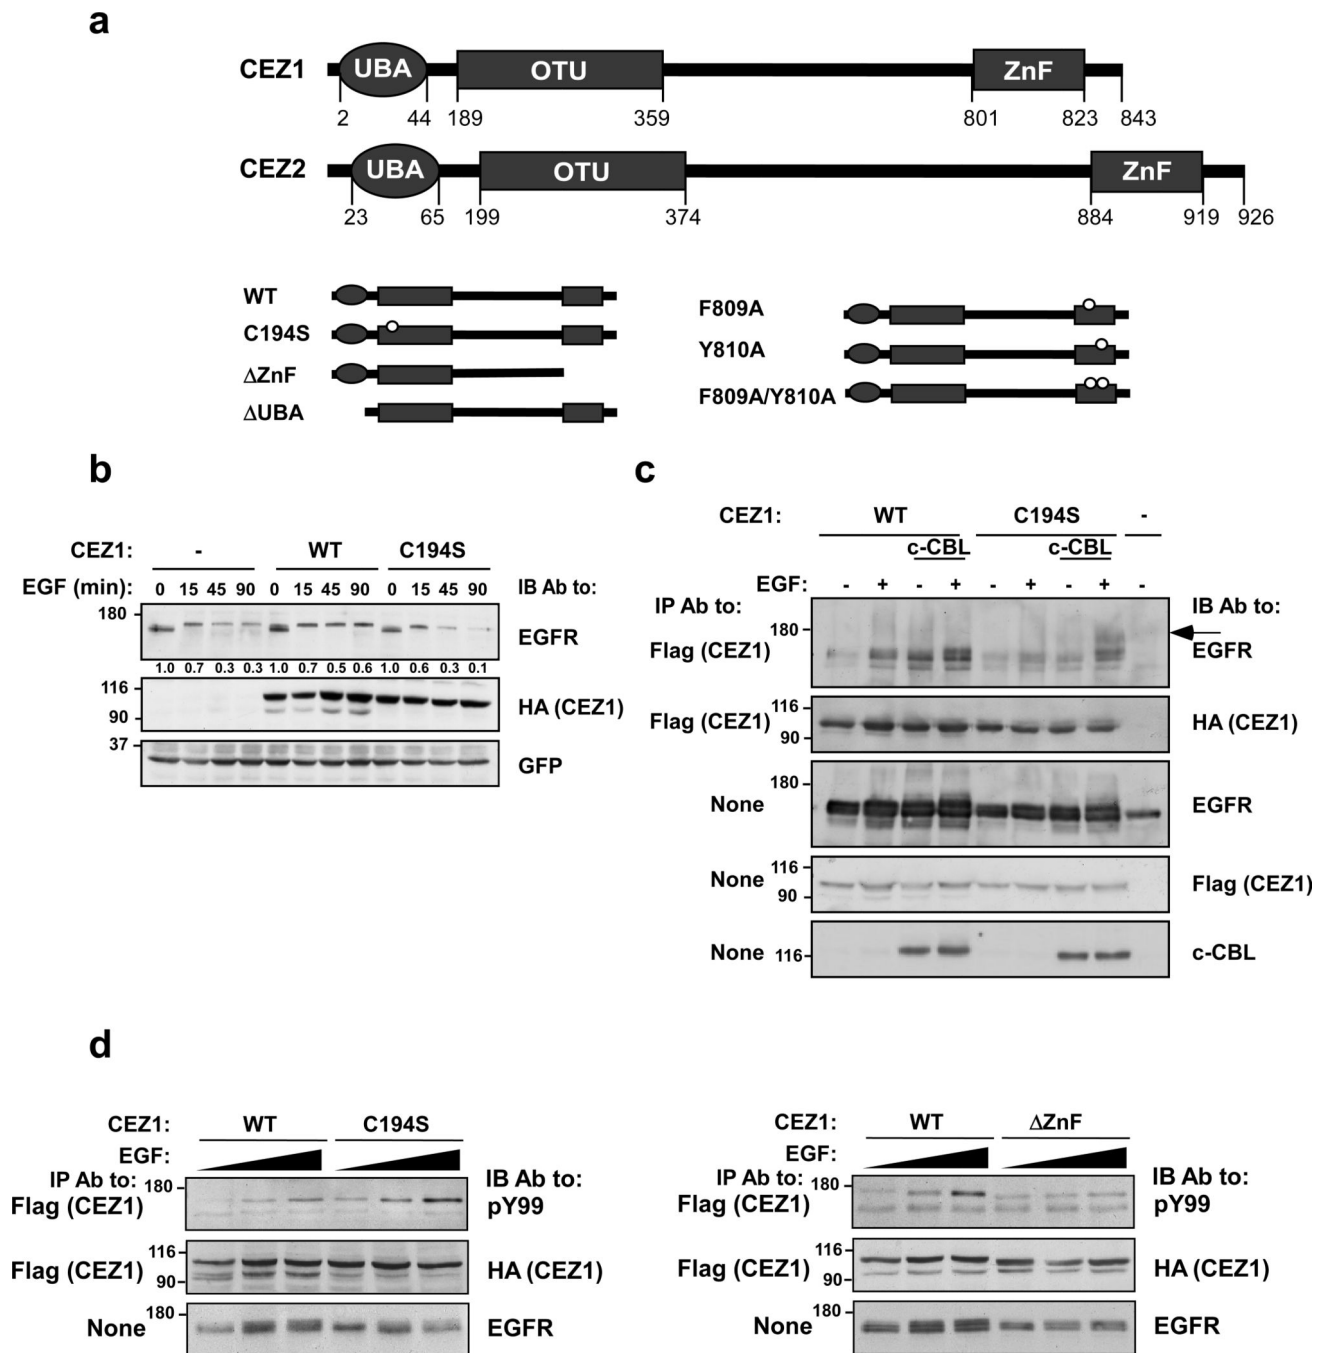 a
CEZ1 UBA OTU ZnF
2 44 189 359 801 823 843
CEZ2 UBA OTU ZnF
23 65 199 374 884 919 926
WT
C194S
ΔZnF
ΔUBA
F809A
Y810A
F809A/Y810A
b
CEZ1: - WT C194S
EGF (min): 0 15 45 90 0 15 45 90 0 15 45 90 IB Ab to:
180 EGFR
1.0 0.7 0.3 0.3 1.0 0.7 0.5 0.6 1.0 0.6 0.3 0.1
116
90 HA (CEZ1)
37
GFP
c
CEZ1: WT C194S -
c-CBL c-CBL
EGF: - + - + - + - + -
IP Ab to: IB Ab to:
180
Flag (CEZ1) EGFR
116
Flag (CEZ1) HA (CEZ1)
90
180
None EGFR
116
None Flag (CEZ1)
90
None 116 c-CBL
d
CEZ1: WT C194S
EGF:
IP Ab to: IB Ab to:
180
Flag (CEZ1) pY99
116
Flag (CEZ1) HA (CEZ1)
90
180
None EGFR
CEZ1: WT ΔZnF
EGF:
IP Ab to: IB Ab to:
180
Flag (CEZ1) pY99
116
Flag (CEZ1) HA (CEZ1)
90
180
None EGFR